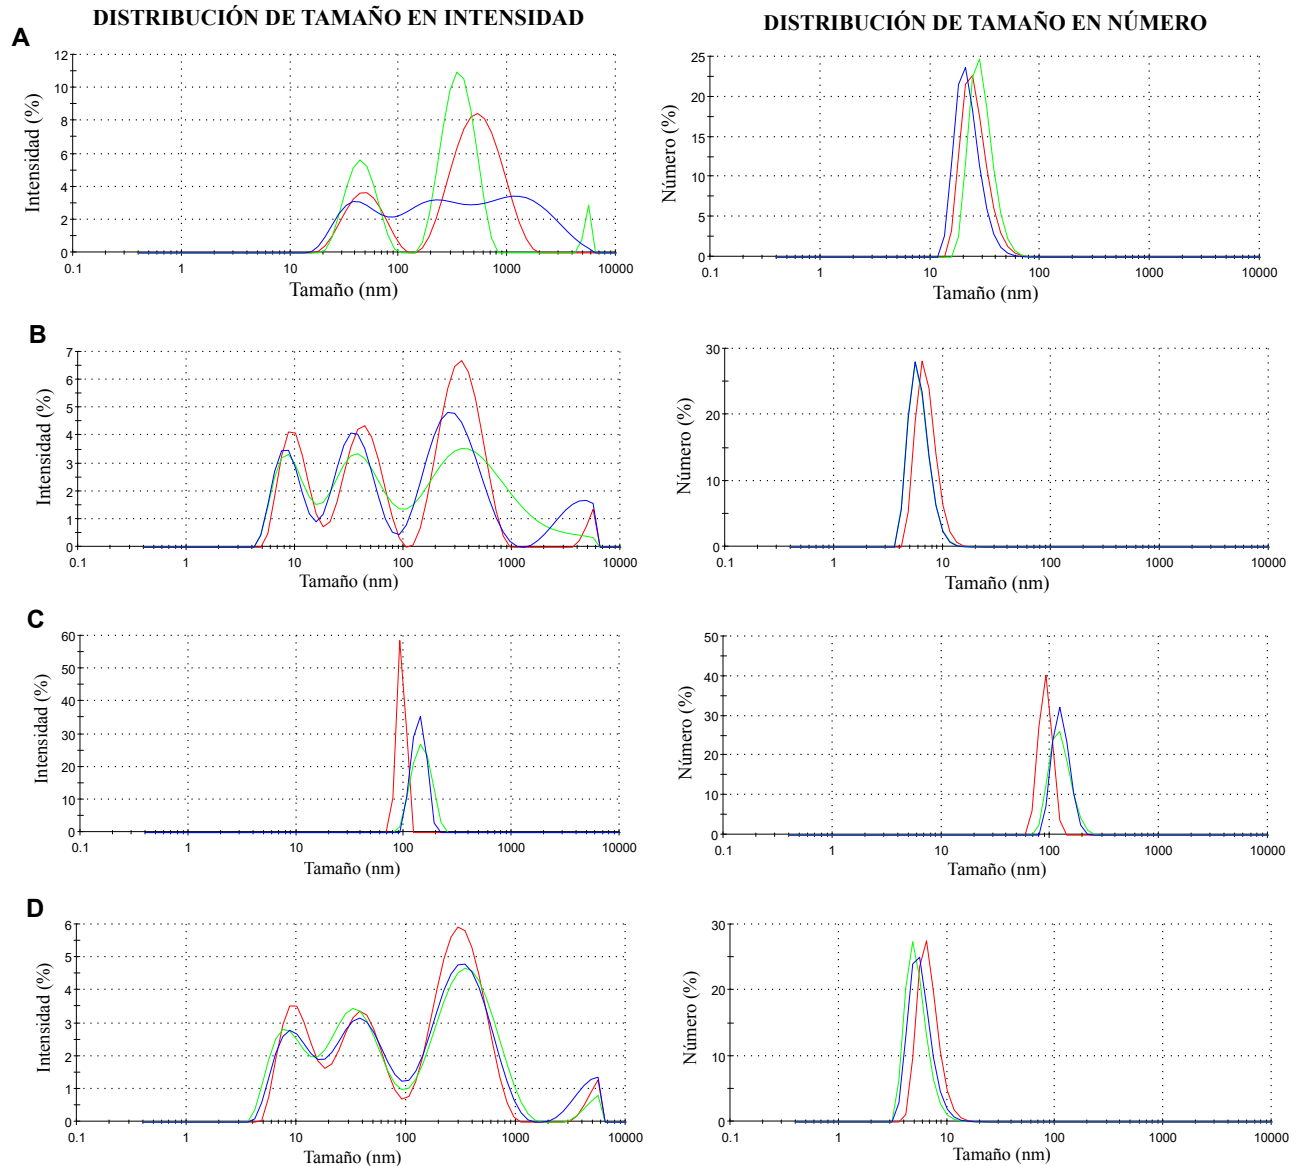 DISTRIBUCIÓN DE TAMAÑO EN INTENSIDAD
DISTRIBUCIÓN DE TAMAÑO EN NÚMERO
A
Intensidad (%)
12
10
8
6
4
2
0
0.1 1 10 100 1000 10000
Tamaño (nm)
Número (%)
25
20
15
10
5
0
0.1 1 10 100 1000 10000
Tamaño (nm)
B
Intensidad (%)
7
6
5
4
3
2
1
0
0.1 1 10 100 1000 10000
Tamaño (nm)
Número (%)
30
20
10
0
0.1 1 10 100 1000 10000
Tamaño (nm)
C
Intensidad (%)
60
50
40
30
20
10
0
0.1 1 10 100 1000 10000
Tamaño (nm)
Número (%)
50
40
30
20
10
0
0.1 1 10 100 1000 10000
Tamaño (nm)
D
Intensidad (%)
6
5
4
3
2
1
0
0.1 1 10 100 1000 10000
Tamaño (nm)
Número (%)
30
20
10
0
0.1 1 10 100 1000 10000
Tamaño (nm)